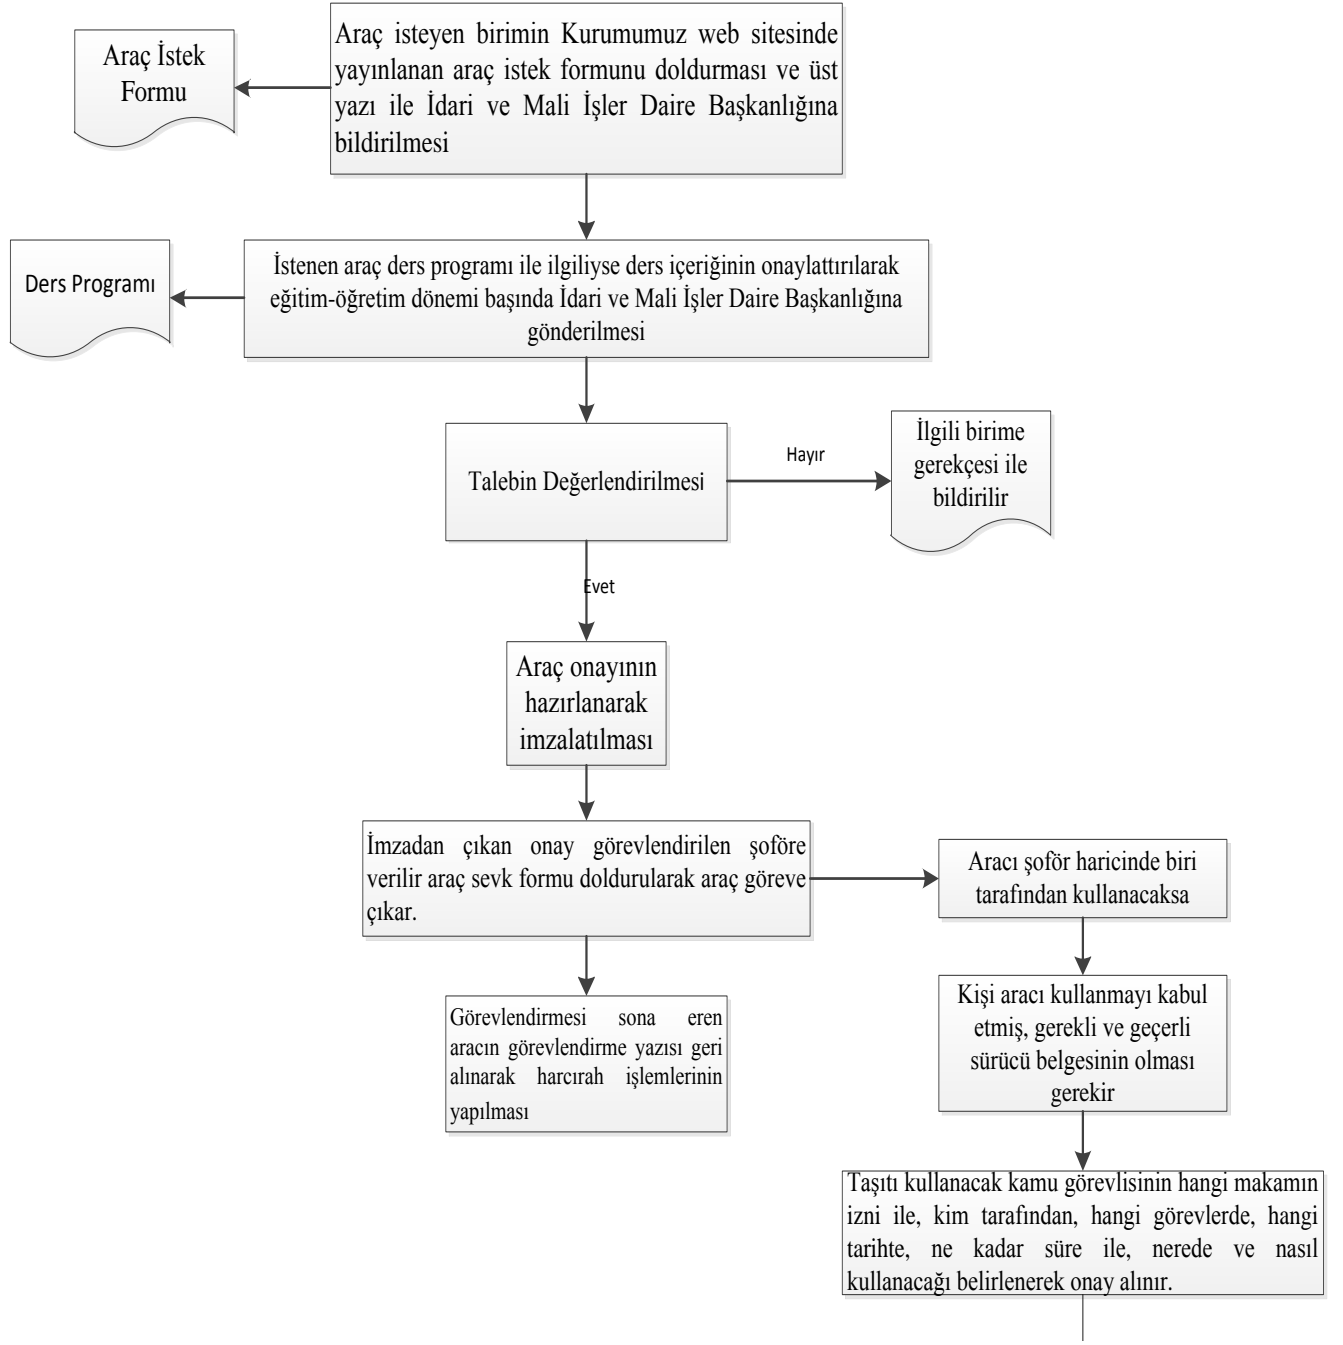 Araç isteyen birimin Kurumumuz web sitesinde
yayınlanan araç istek formunu doldurması ve üst
yazı ile İdari ve Mali İşler Daire Başkanlığına
bildirilmesi
Araç İstek
Formu
İstenen araç ders programı ile ilgiliyse ders içeriğinin onaylattırılarak
eğitim-öğretim dönemi başında İdari ve Mali İşler Daire Başkanlığına
gönderilmesi
Ders Programı
Talebin Değerlendirilmesi
Hayır
İlgili birime
gerekçesi ile
bildirilir
Evet
Araç onayının
hazırlanarak
imzalatılması
İmzadan çıkan onay görevlendirilen şoföre
verilir araç sevk formu doldurularak araç göreve
çıkar.
Aracı şoför haricinde biri
tarafından kullanacaksa
Görevlendirmesi sona eren
aracın görevlendirme yazısı geri
alınarak harcırah işlemlerinin
yapılması
Kişi aracı kullanmayı kabul
etmiş, gerekli ve geçerli
sürücü belgesinin olması
gerekir
Taşıtı kullanacak kamu görevlisinin hangi makamın
izni ile, kim tarafından, hangi görevlerde, hangi
tarihte, ne kadar süre ile, nerede ve nasıl
kullanacağı belirlenerek onay alınır.